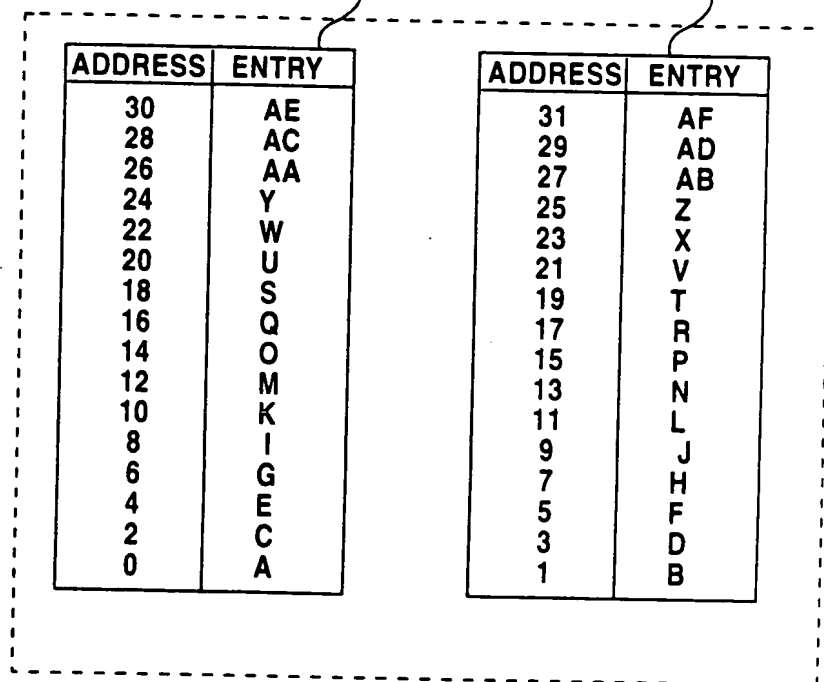 ADDRESS ENTRY
30 AE
28 AC
26 AA
24 Y
22 W
20 U
18 S
16 Q
14 O
12 M
10 K
8 I
6 G
4 E
2 C
0 A
ADDRESS ENTRY
31 AF
29 AD
27 AB
25 Z
23 X
21 V
19 T
17 R
15 P
13 N
11 L
9 J
7 H
5 F
3 D
1 B